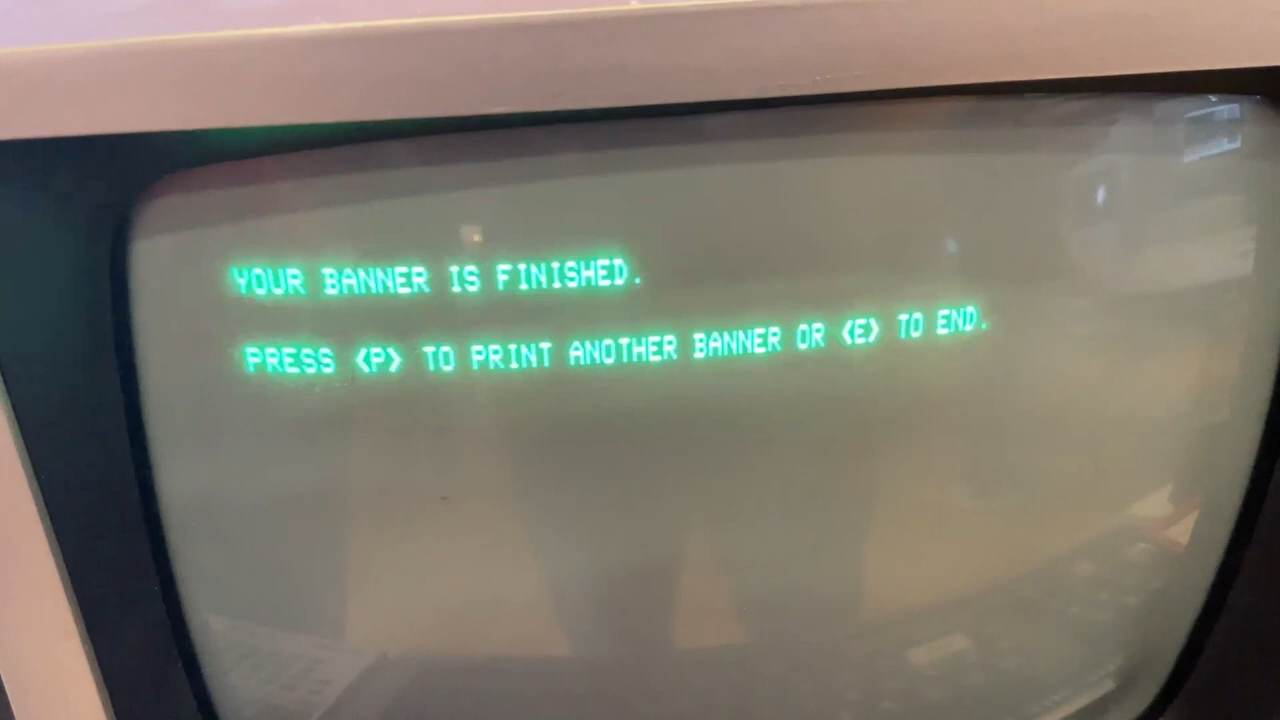 YOUR BANNER IS FINISHED.
PRESS <P> TO PRINT ANOTHER BANNER OR <E> TO END.